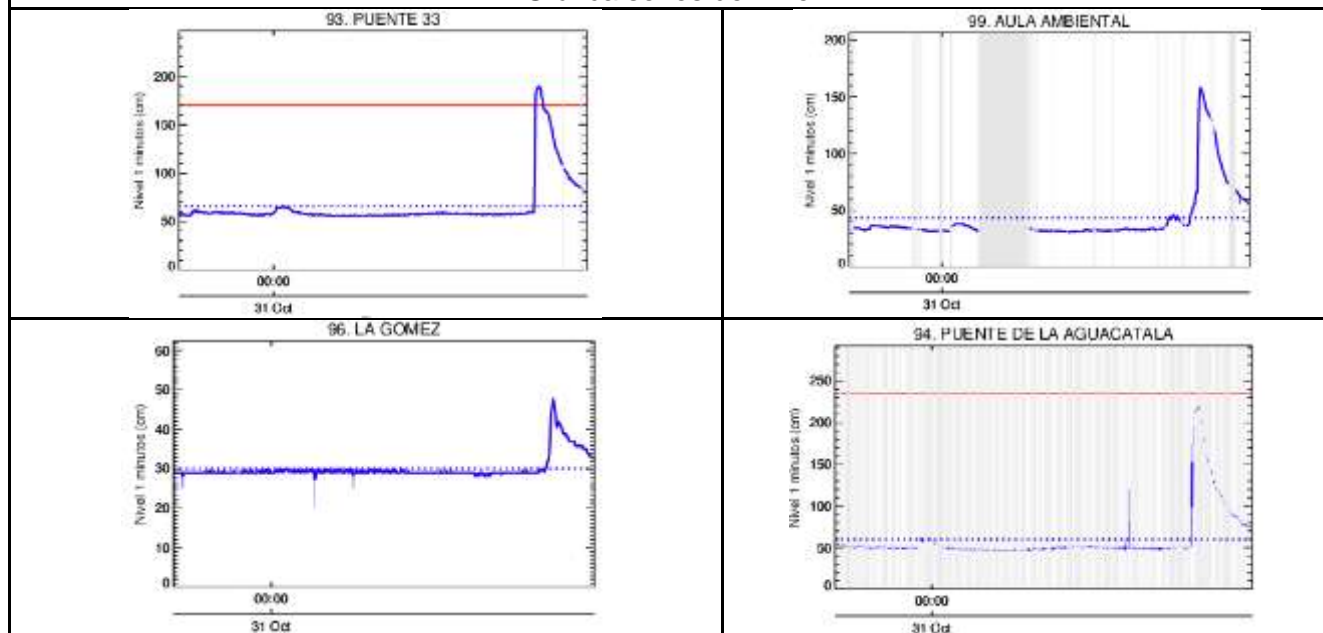 93. PUENTE 33
Nivel 1 minutos (cm)
200
150
100
50
0
00:00
31 Oct
99. AULA AMBIENTAL
Nivel 1 minutos (cm)
200
150
100
50
0
00:00
31 Oct
96. LA GOMEZ
Nivel 1 minutos (cm)
60
50
40
30
20
10
0
00:00
31 Oct
94. PUENTE DE LA AGUACATALA
Nivel 1 minutos (cm)
250
200
150
100
50
0
00:00
31 Oct